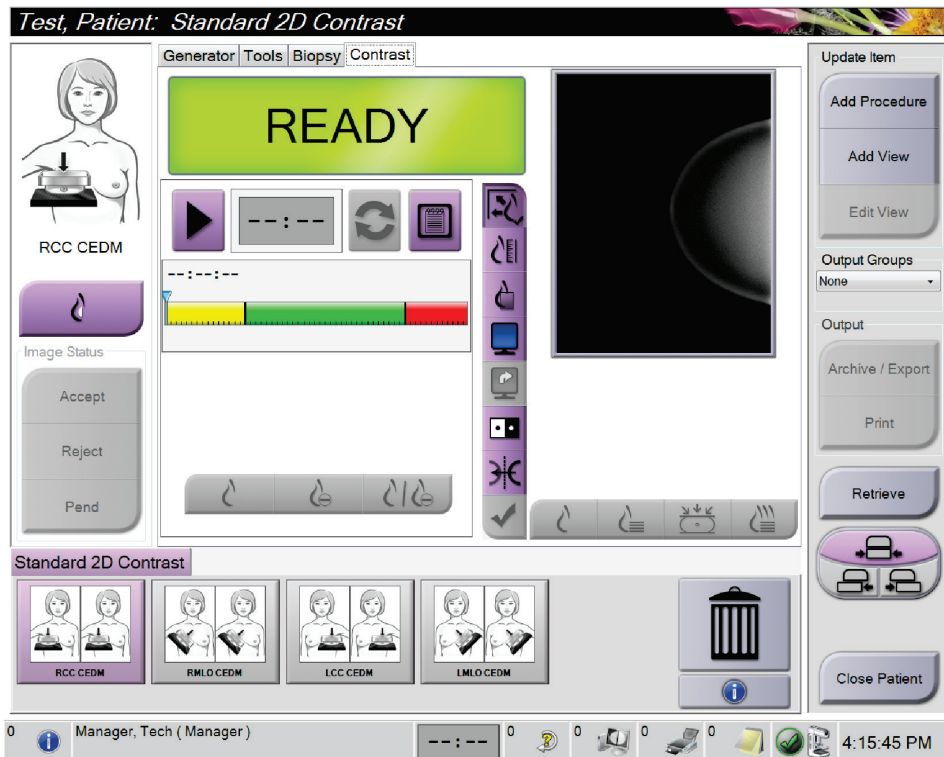 Test, Patient: Standard 2D Contrast
Generator Tools Biopsy Contrast
READY
--:--
--:--:--
RCC CEDM
Image Status
Accept
Reject
Pend
Update Item
Add Procedure
Add View
Edit View
Output Groups
None
Output
Archive / Export
Print
Retrieve
Close Patient
Standard 2D Contrast
RCC CEDM
RMLO CEDM
LCC CEDM
LMLO CEDM
0 Manager, Tech ( Manager ) --:-- 0 0 0 0 4:15:45 PM